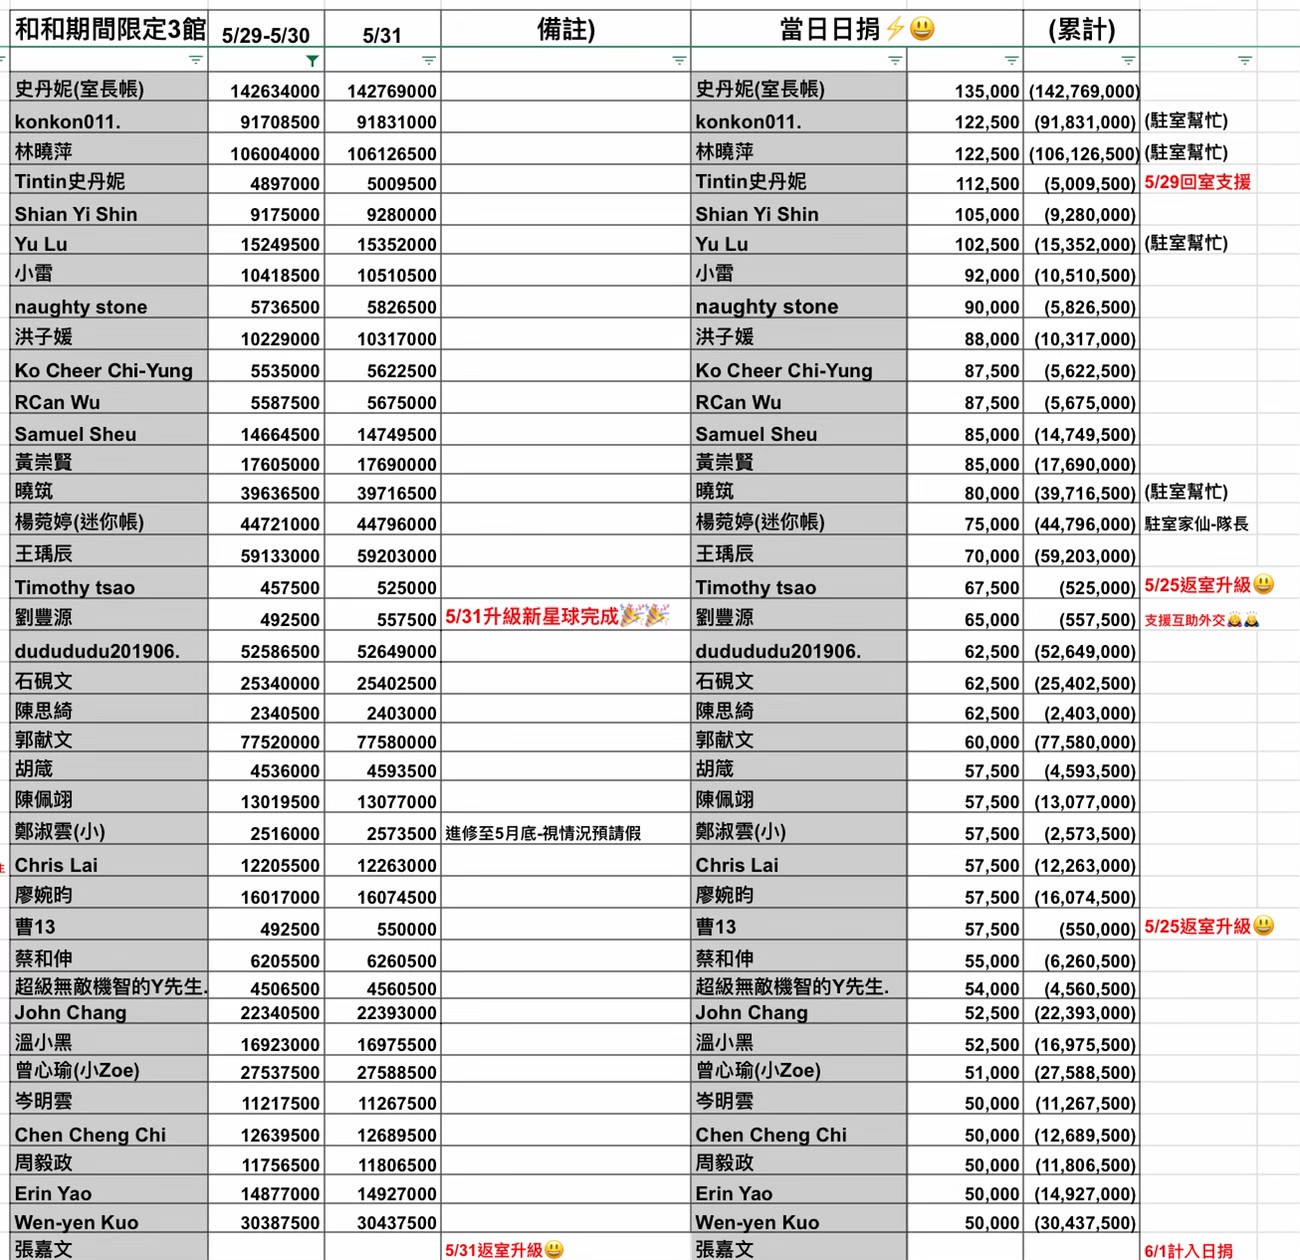 和和期間限定3館 5/29-5/30 5/31 備註) 當日日捐⚡😃 (累計)
史丹妮(室長帳) 142634000 142769000 史丹妮(室長帳) 135,000 (142,769,000)
konkon011. 91708500 91831000 konkon011. 122,500 (91,831,000) (駐室幫忙)
林曉萍 106004000 106126500 林曉萍 122,500 (106,126,500) (駐室幫忙)
Tintin史丹妮 4897000 5009500 Tintin史丹妮 112,500 (5,009,500) 5/29回室支援
Shian Yi Shin 9175000 9280000 Shian Yi Shin 105,000 (9,280,000)
Yu Lu 15249500 15352000 Yu Lu 102,500 (15,352,000) (駐室幫忙)
小雷 10418500 10510500 小雷 92,000 (10,510,500)
naughty stone 5736500 5826500 naughty stone 90,000 (5,826,500)
洪子媛 10229000 10317000 洪子媛 88,000 (10,317,000)
Ko Cheer Chi-Yung 5535000 5622500 Ko Cheer Chi-Yung 87,500 (5,622,500)
RCan Wu 5587500 5675000 RCan Wu 87,500 (5,675,000)
Samuel Sheu 14664500 14749500 Samuel Sheu 85,000 (14,749,500)
黃崇賢 17605000 17690000 黃崇賢 85,000 (17,690,000)
曉筑 39636500 39716500 曉筑 80,000 (39,716,500) (駐室幫忙)
楊菀婷(迷你帳) 44721000 44796000 楊菀婷(迷你帳) 75,000 (44,796,000) 駐室家仙-隊長
王瑀辰 59133000 59203000 王瑀辰 70,000 (59,203,000)
Timothy tsao 457500 525000 Timothy tsao 67,500 (525,000) 5/25返室升級😃
劉豐源 492500 557500 5/31升級新星球完成🎉🎉 劉豐源 65,000 (557,500) 支援互助外交🙇🙇
dudududu201906. 52586500 52649000 dudududu201906. 62,500 (52,649,000)
石硯文 25340000 25402500 石硯文 62,500 (25,402,500)
陳思綺 2340500 2403000 陳思綺 62,500 (2,403,000)
郭献文 77520000 77580000 郭献文 60,000 (77,580,000)
胡箴 4536000 4593500 胡箴 57,500 (4,593,500)
陳佩翊 13019500 13077000 陳佩翊 57,500 (13,077,000)
鄭淑雲(小) 2516000 2573500 進修至5月底-視情況預請假 鄭淑雲(小) 57,500 (2,573,500)
Chris Lai 12205500 12263000 Chris Lai 57,500 (12,263,000)
廖婉昀 16017000 16074500 廖婉昀 57,500 (16,074,500)
曹13 492500 550000 曹13 57,500 (550,000) 5/25返室升級😃
蔡和伸 6205500 6260500 蔡和伸 55,000 (6,260,500)
超級無敵機智的Y先生. 4506500 4560500 超級無敵機智的Y先生. 54,000 (4,560,500)
John Chang 22340500 22393000 John Chang 52,500 (22,393,000)
溫小黑 16923000 16975500 溫小黑 52,500 (16,975,500)
曾心瑜(小Zoe) 27537500 27588500 曾心瑜(小Zoe) 51,000 (27,588,500)
岑明雲 11217500 11267500 岑明雲 50,000 (11,267,500)
Chen Cheng Chi 12639500 12689500 Chen Cheng Chi 50,000 (12,689,500)
周毅政 11756500 11806500 周毅政 50,000 (11,806,500)
Erin Yao 14877000 14927000 Erin Yao 50,000 (14,927,000)
Wen-yen Kuo 30387500 30437500 Wen-yen Kuo 50,000 (30,437,500)
張嘉文 5/31返室升級😃 張嘉文 6/1計入日捐